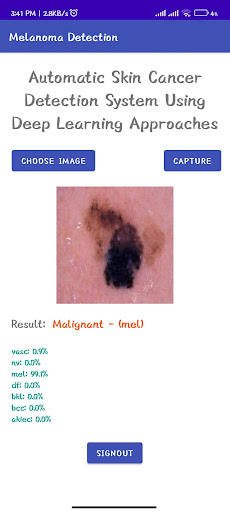 3:41 PM | 2.8KB/s
4%
Melanoma Detection
Automatic Skin Cancer
Detection System Using
Deep Learning Approaches
CHOOSE IMAGE
CAPTURE
Result: Malignant ~ (mel)
vasc: 0.9%
nv: 0.0%
mel: 99.1%
df: 0.0%
bkl: 0.0%
bcc: 0.0%
akiec: 0.0%
SIGNOUT